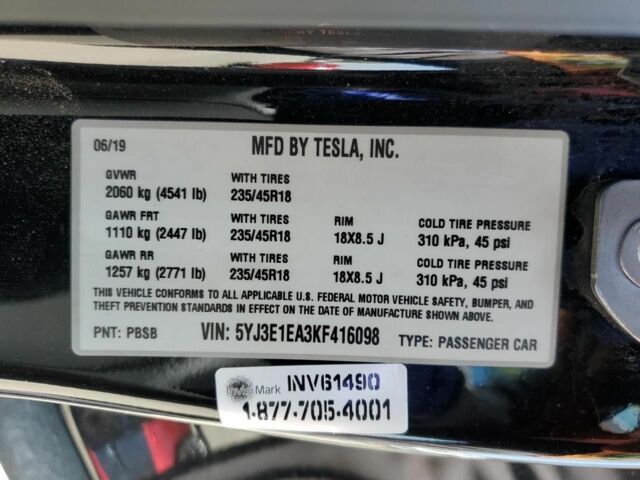 06/19 MFD BY TESLA, INC.
GVWR WITH TIRES
2060 kg (4541 lb) 235/45R18
GAWR FRT WITH TIRES RIM COLD TIRE PRESSURE
1110 kg (2447 lb) 235/45R18 18X8.5 J 310 kPa, 45 psi
GAWR RR WITH TIRES RIM COLD TIRE PRESSURE
1257 kg (2771 lb) 235/45R18 18X8.5 J 310 kPa, 45 psi
THIS VEHICLE CONFORMS TO ALL APPLICABLE U.S. FEDERAL MOTOR VEHICLE SAFETY, BUMPER, AND
THEFT PREVENTION STANDARDS IN EFFECT ON THE DATE OF MANUFACTURE SHOWN ABOVE.
PNT: PBSB VIN: 5YJ3E1EA3KF416098 TYPE: PASSENGER CAR
Mark INV61490
1.877.705.4001